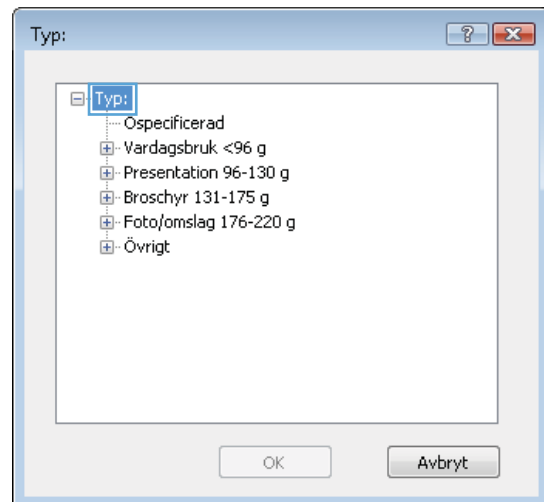 Typ:
Typ:
Ospecificerad
Vardagsbruk <96 g
Presentation 96-130 g
Broschyr 131-175 g
Foto/omslag 176-220 g
Övrigt
OK Avbryt